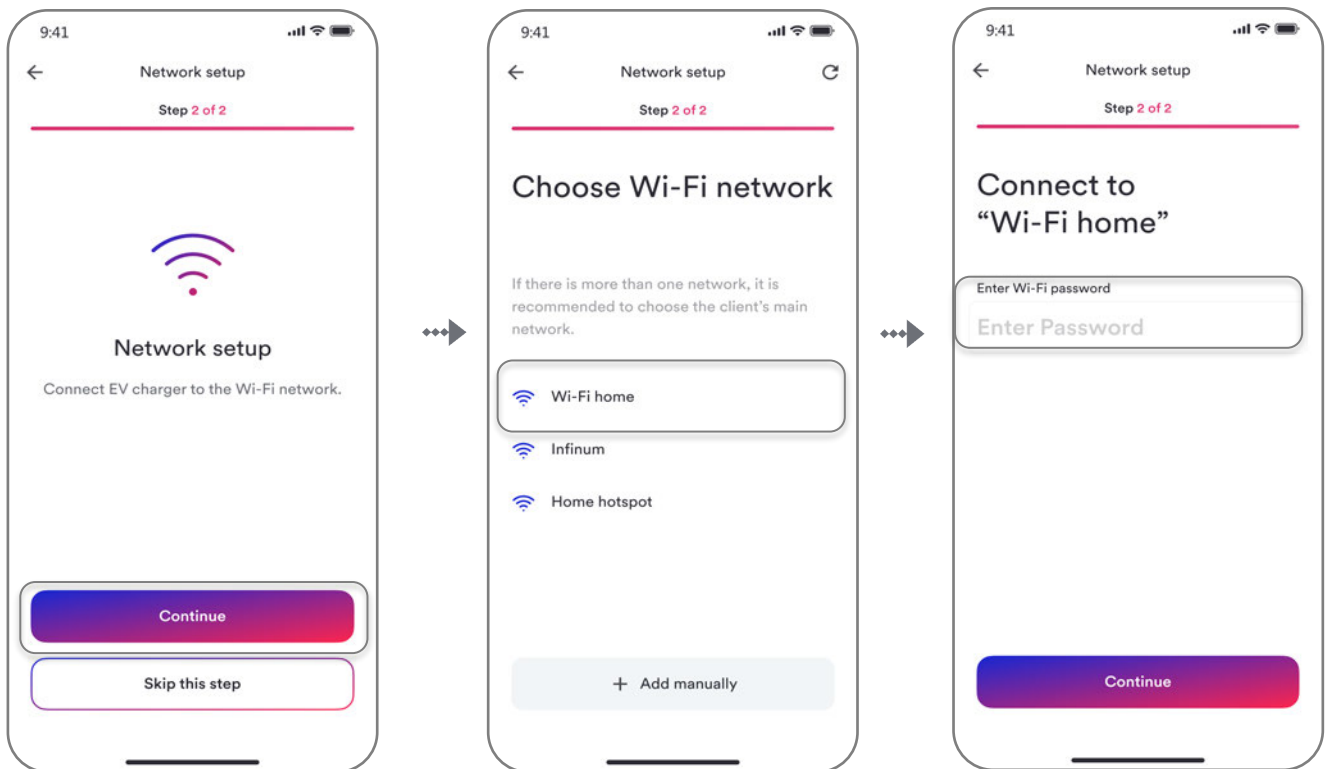 9:41
Network setup
Step 2 of 2
Network setup
Connect EV charger to the Wi-Fi network.
Continue
Skip this step
9:41
Network setup
Step 2 of 2
Choose Wi-Fi network
If there is more than one network, it is
recommended to choose the client's main
network.
Wi-Fi home
Infinum
Home hotspot
+ Add manually
9:41
Network setup
Step 2 of 2
Connect to
“Wi-Fi home”
Enter Wi-Fi password
Enter Password
Continue